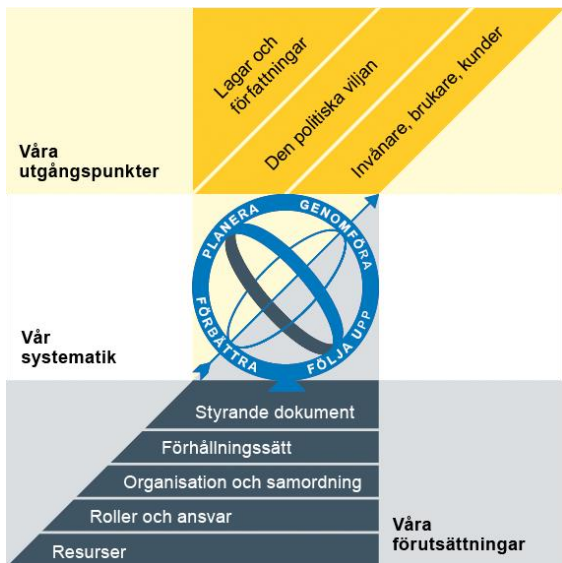 Lagar och
författningar
Den politiska viljan
Invånare, brukare, kunder
Våra
utgångspunkter
PLANERA
GENOMFÖRA
FÖLJA UPP
FÖRBÄTTRA
Vår
systematik
Styrande dokument
Förhållningssätt
Organisation och samordning
Roller och ansvar
Resurser
Våra
förutsättningar